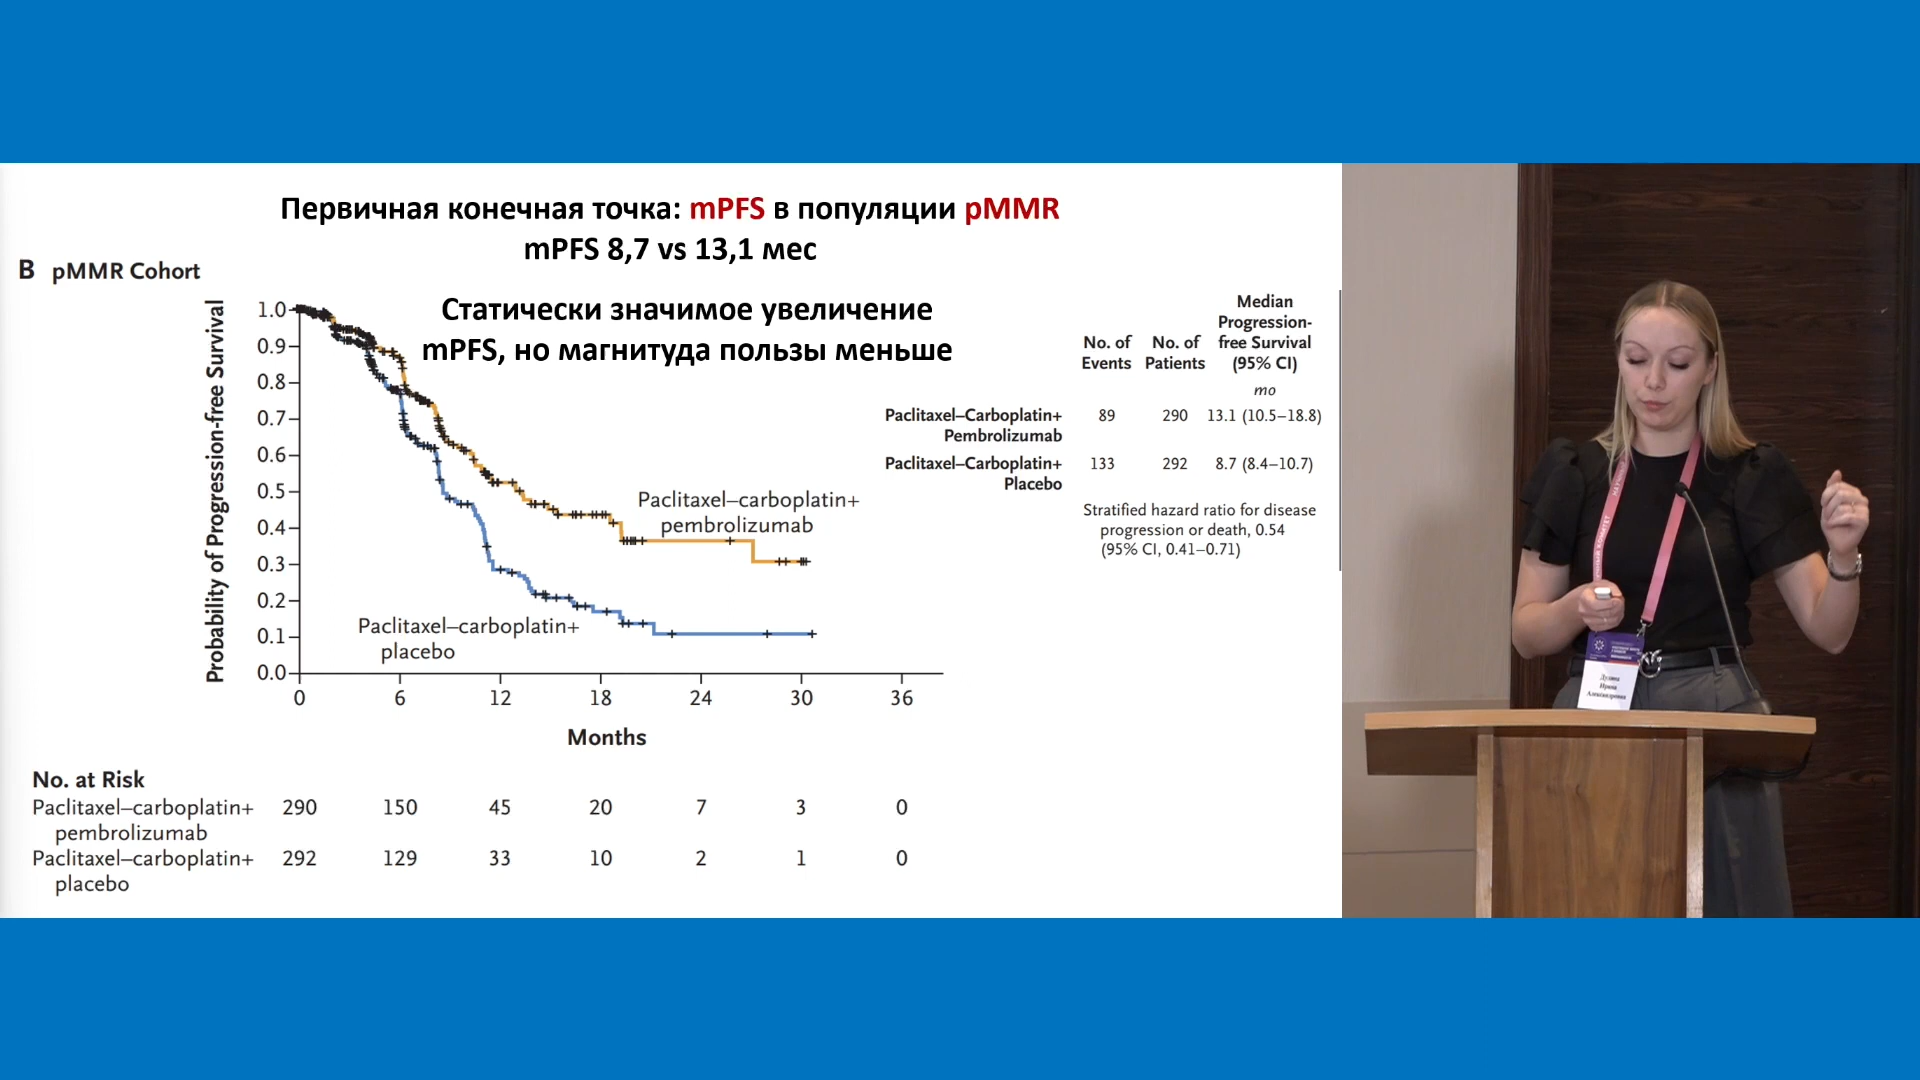 Первичная конечная точка: mPFS в популяции pMMR
mPFS 8,7 vs 13,1 мес
B pMMR Cohort
Статически значимое увеличение
mPFS, но магнитуда пользы меньше
Probability of Progression-free Survival
1.0
0.9
0.8
0.7
0.6
0.5
0.4
0.3
0.2
0.1
0.0
Paclitaxel–carboplatin+
pembrolizumab
Paclitaxel–carboplatin+
placebo
0 6 12 18 24 30 36
Months
No. of
Events
No. of
Patients
Median
Progression-
free Survival
(95% CI)
mo
Paclitaxel–Carboplatin+
Pembrolizumab
89 290 13.1 (10.5–18.8)
Paclitaxel–Carboplatin+
Placebo
133 292 8.7 (8.4–10.7)
Stratified hazard ratio for disease
progression or death, 0.54
(95% CI, 0.41–0.71)
No. at Risk
Paclitaxel–carboplatin+
pembrolizumab
290 150 45 20 7 3 0
Paclitaxel–carboplatin+
placebo
292 129 33 10 2 1 0
Дудина
Ирина
Александровна